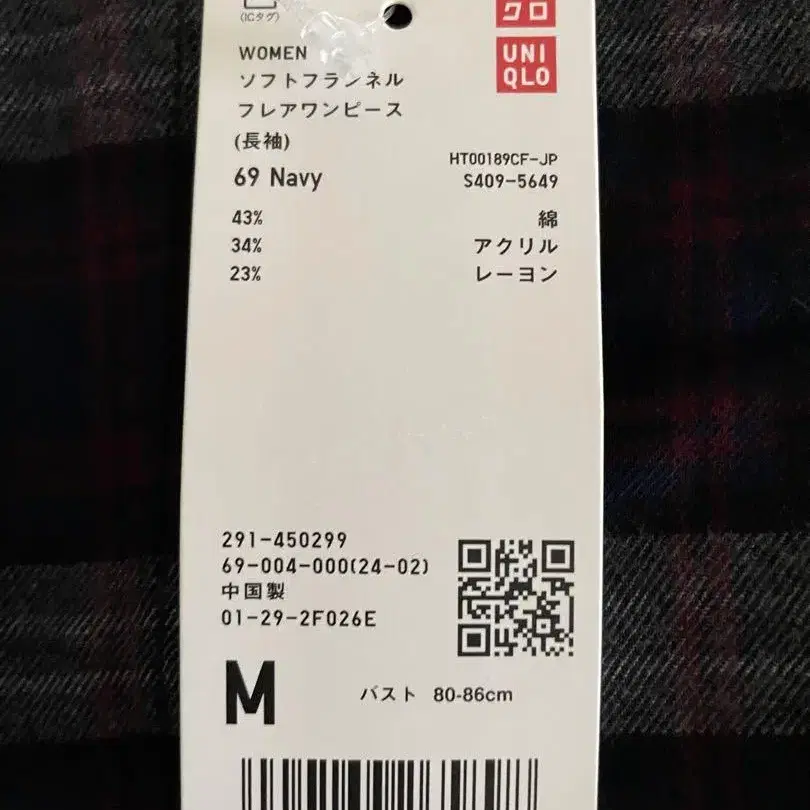 (ICタグ)
クロ
UNI
QLO
WOMEN
ソフトフランネル
フレアワンピース
(長袖)
69 Navy
HT00189CF-JP
S409-5649
43% 綿
34% アクリル
23% レーヨン
291-450299
69-004-000(24-02)
中国製
01-29-2F026E
M
バスト 80-86cm